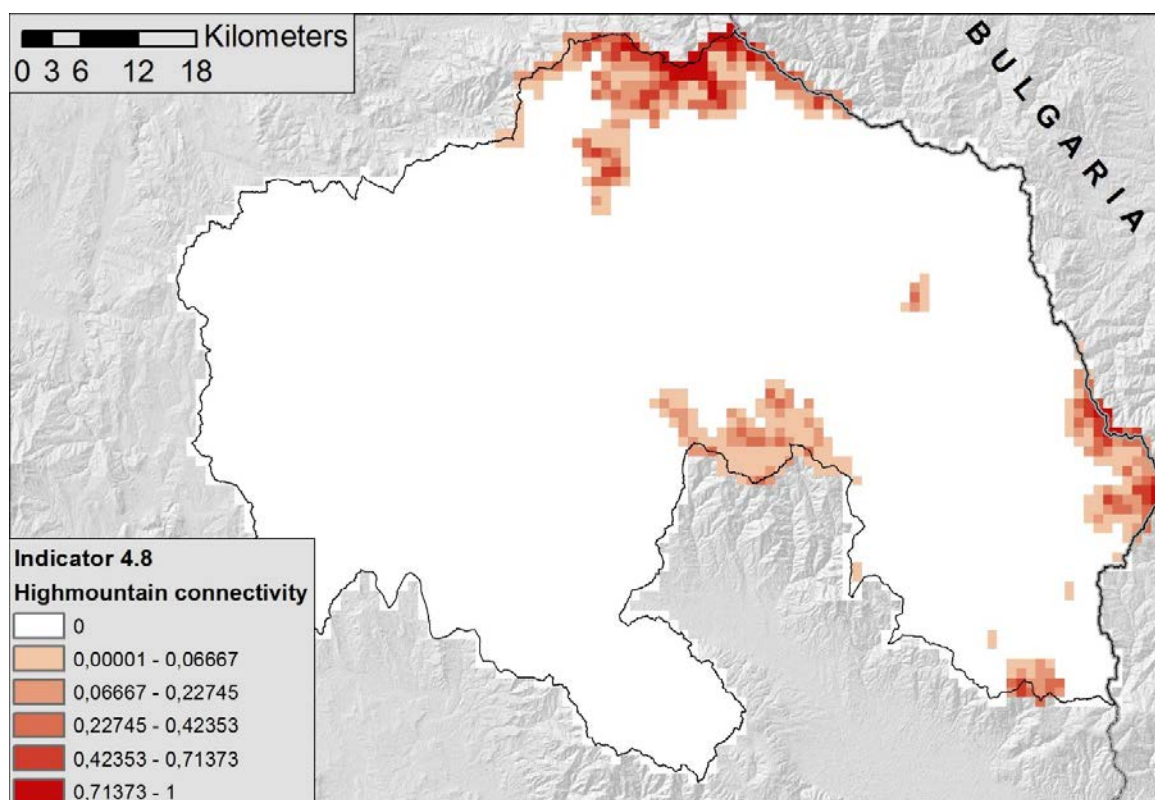 Kilometers
0 3 6 12 18
BULGARIA
Indicator 4.8
Highmountain connectivity
0
0,00001 - 0,06667
0,06667 - 0,22745
0,22745 - 0,42353
0,42353 - 0,71373
0,71373 - 1